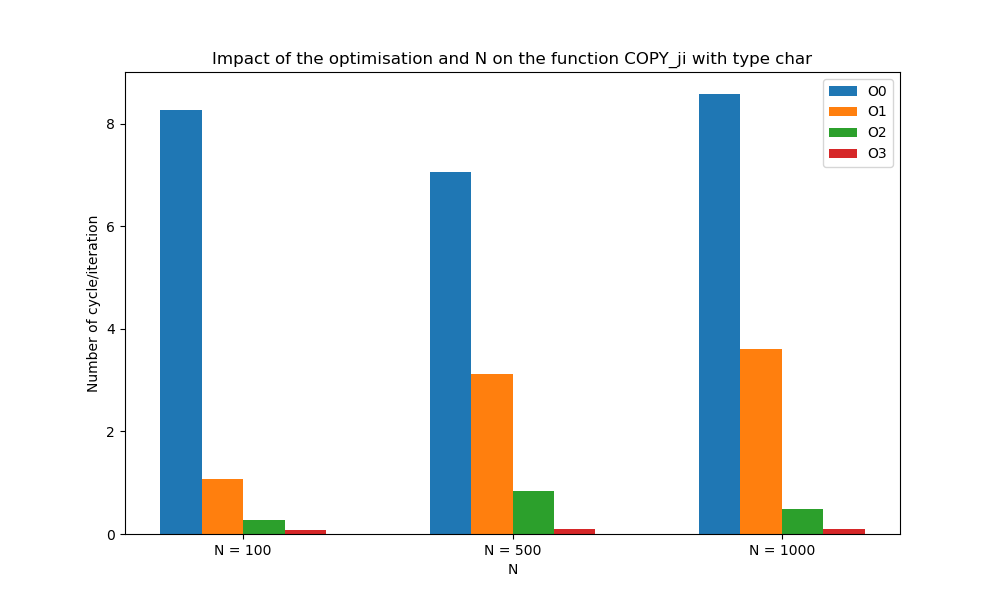 Impact of the optimisation and N on the function COPY_ji with type char
O0
O1
O2
O3
Number of cycle/iteration
8
6
4
2
0
N = 100
N = 500
N = 1000
N